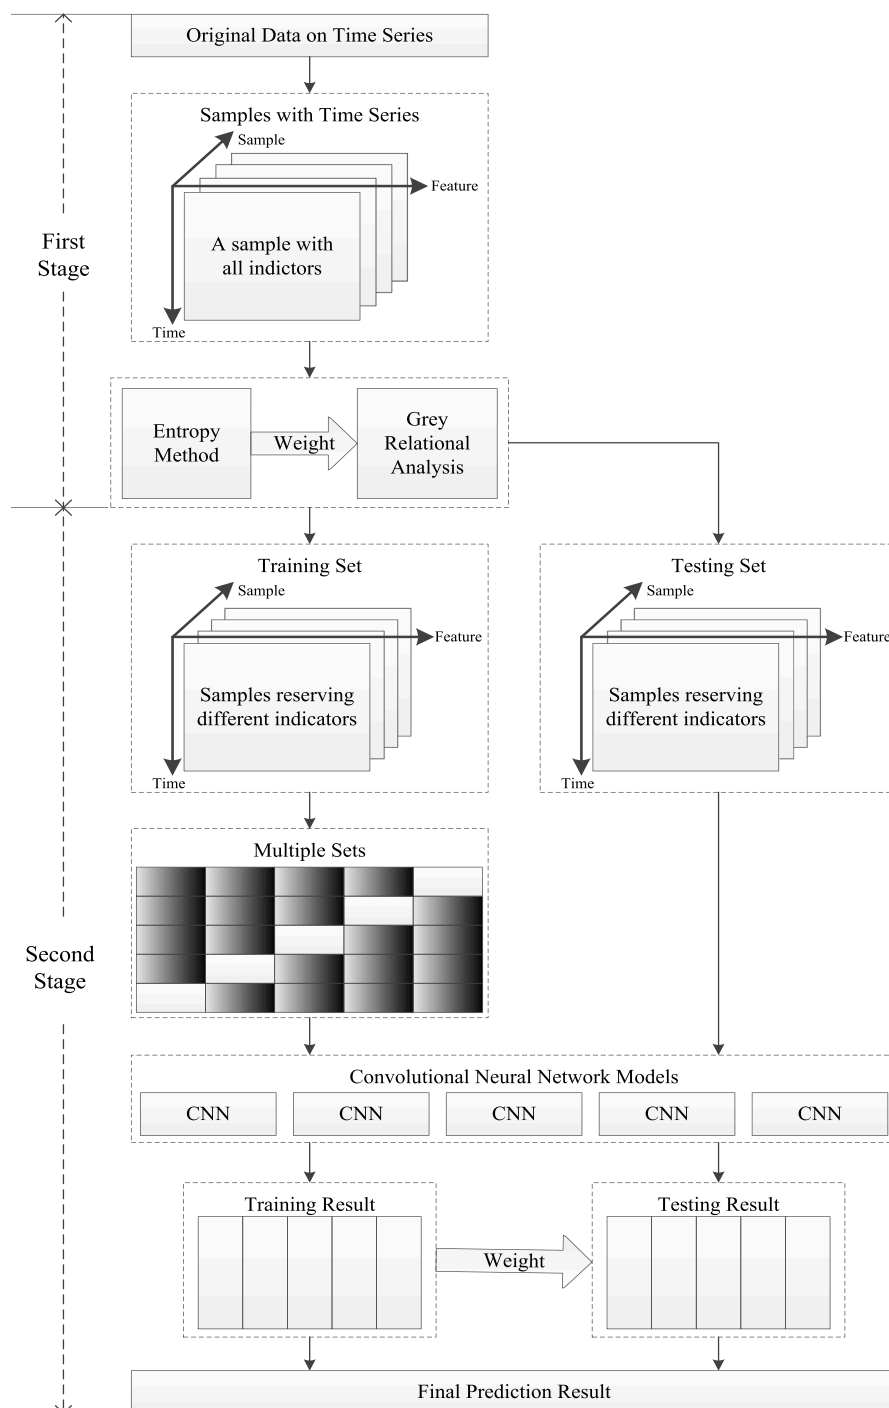 Original Data on Time Series
Samples with Time Series
Sample
Feature
A sample with
all indictors
Time
First
Stage
Entropy
Method
Weight
Grey
Relational
Analysis
Training Set
Sample
Feature
Samples reserving
different indicators
Time
Testing Set
Sample
Feature
Samples reserving
different indicators
Time
Multiple Sets
Second
Stage
Convolutional Neural Network Models
CNN
CNN
CNN
CNN
CNN
Training Result
Weight
Testing Result
Final Prediction Result